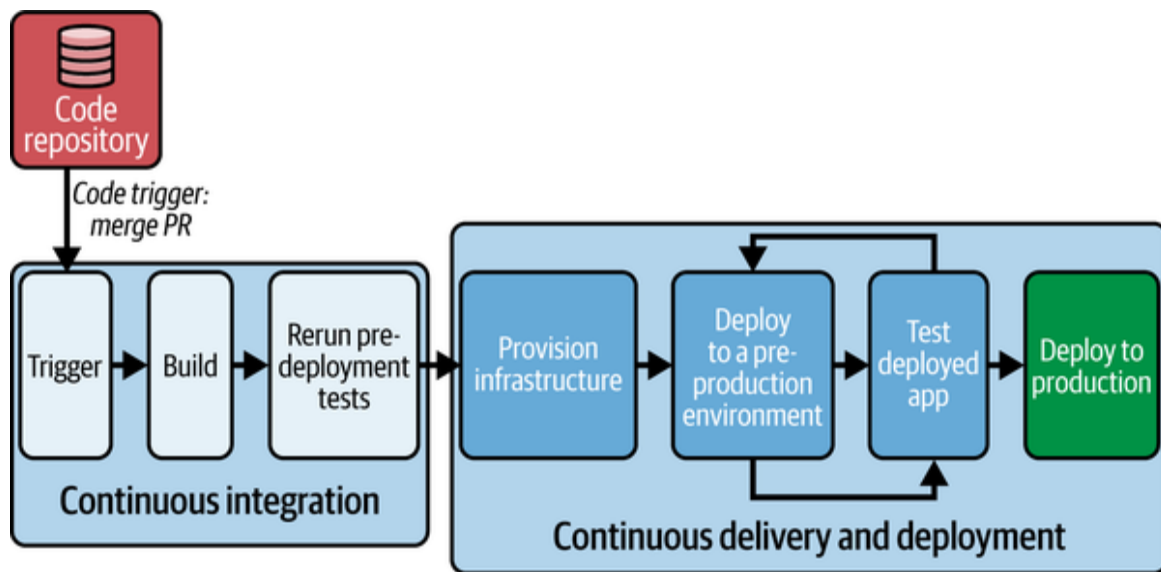 Code
repository
Code trigger:
merge PR
Trigger
Build
Rerun pre-
deployment
tests
Continuous integration
Provision
infrastructure
Deploy
to a pre-
production
environment
Test
deployed
app
Deploy to
production
Continuous delivery and deployment